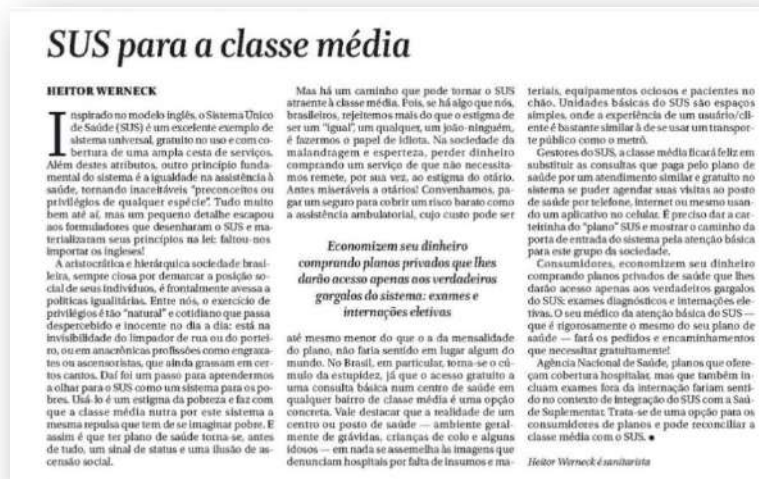 SUS para a classe média
HEITOR WERNECK
Inspirado no modelo inglês, o Sistema Único
de Saúde (SUS) é um excelente exemplo de
sistema universal, gratuito no uso e com co-
bertura de uma ampla cesta de serviços.
Além destes atributos, outro princípio funda-
mental do sistema é a igualdade na assistência à
saúde, tornando inaceitáveis "preconceitos ou
privilégios de qualquer espécie". Tudo muito
bem até aí, mas um pequeno detalhe escapou
aos formuladores que desenharam o SUS e ma-
terializaram seus princípios na lei: faltou-nos
importar os ingleses!
A aristocrática e hierárquica sociedade brasi-
leira, sempre ciosa por demarcar a posição so-
cial de seus indivíduos, é frontalmente avessa a
políticas igualitárias. Entre nós, o exercício de
privilégios é tão "natural" e cotidiano que passa
despercebido e inocente no dia a dia: está na
invisibilidade do limpador de rua ou do portei-
ro, ou em anacrônicas profissões como engraxa-
tes ou ascensoristas, que ainda grassam em cer-
tos cantos. Daí foi um passo para aprendermos
a olhar para o SUS como um sistema para os po-
bres. Usá-lo é um estigma da pobreza e faz com
que a classe média nutra por este sistema a
mesma repulsa que tem de se imaginar pobre. E
assim é que ter plano de saúde torna-se, antes
de tudo, um sinal de status e uma ilusão de as-
censão social.
Mas há um caminho que pode tornar o SUS
atraente à classe média. Pois, se há algo que nós,
brasileiros, rejeitemos mais do que o estigma de
ser um "igual", um qualquer, um joão-ninguém,
é fazermos o papel de idiota. Na sociedade da
malandragem e esperteza, perder dinheiro
comprando um serviço de que não necessita-
mos remete, por sua vez, ao estigma do otário.
Antes miseráveis a otários! Convenhamos, pa-
gar um seguro para cobrir um risco barato como
a assistência ambulatorial, cujo custo pode ser
Economizem seu dinheiro
comprando planos privados que lhes
darão acesso apenas aos verdadeiros
gargalos do sistema: exames e
internações eletivas
até mesmo menor do que o a da mensalidade
do plano, não faria sentido em lugar algum do
mundo. No Brasil, em particular, torna-se o cú-
mulo da estupidez, já que o acesso gratuito a
uma consulta básica num centro de saúde em
qualquer bairro de classe média é uma opção
concreta. Vale destacar que a realidade de um
centro ou posto de saúde — ambiente geral-
mente de grávidas, crianças de colo e alguns
idosos — em nada se assemelha às imagens que
denunciam hospitais por falta de insumos e ma-
teriais, equipamentos ociosos e pacientes no
chão. Unidades básicas do SUS são espaços
simples, onde a experiência de um usuário/cli-
ente é bastante similar à de se usar um transpor-
te público como o metrô.
Gestores do SUS, a classe média ficará feliz em
substituir as consultas que paga pelo plano de
saúde por um atendimento similar e gratuito no
sistema se puder agendar suas visitas ao posto
de saúde por telefone, internet ou mesmo usan-
do um aplicativo no celular. É preciso dar a car-
teirinha do "plano" SUS e mostrar o caminho da
porta de entrada do sistema pela atenção básica
para este grupo da sociedade.
Consumidores, economizem seu dinheiro
comprando planos privados de saúde que lhes
darão acesso apenas aos verdadeiros gargalos
do SUS: exames diagnósticos e internações ele-
tivas. O seu médico da atenção básica do SUS —
que é rigorosamente o mesmo do seu plano de
saúde — fará os pedidos e encaminhamentos
que necessitar gratuitamente!
Agência Nacional de Saúde, planos que ofere-
çam cobertura hospitalar, mas que também in-
cluam exames fora da internação fariam senti-
do no contexto de integração do SUS com a Saú-
de Suplementar. Trata-se de uma opção para os
consumidores de planos e pode reconciliar a
classe média com o SUS. •
Heitor Werneck é sanitarista